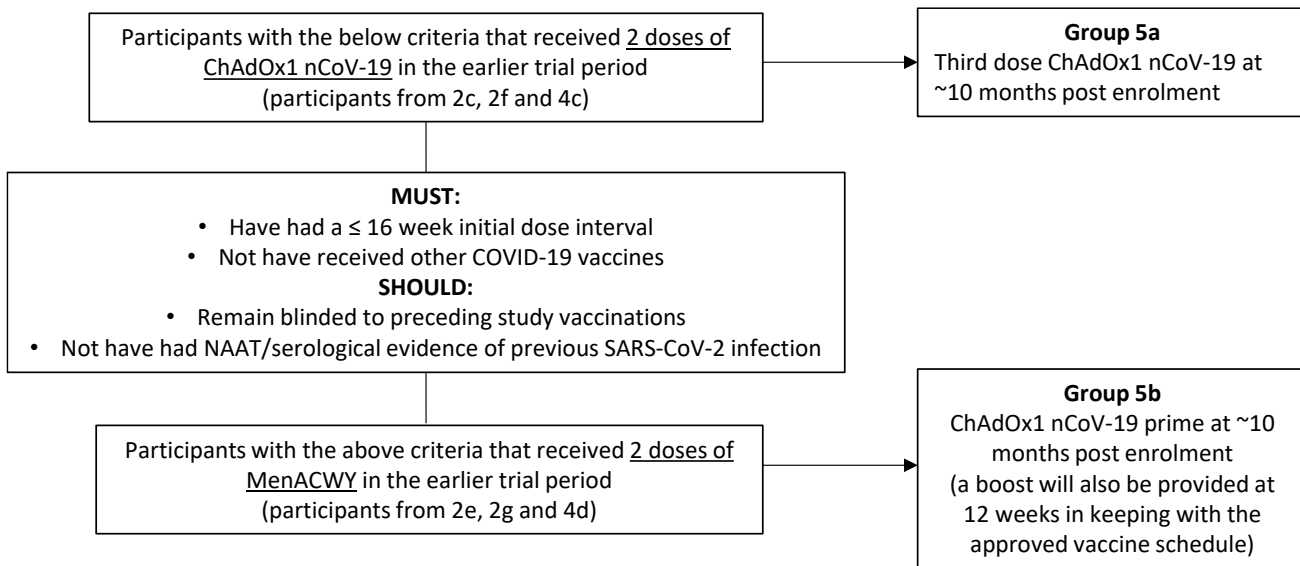 Participants with the below criteria that received 2 doses of
ChAdOx1 nCoV-19 in the earlier trial period
(participants from 2c, 2f and 4c)
Group 5a
Third dose ChAdOx1 nCoV-19 at
~10 months post enrolment
MUST:
• Have had a ≤ 16 week initial dose interval
• Not have received other COVID-19 vaccines
SHOULD:
• Remain blinded to preceding study vaccinations
• Not have had NAAT/serological evidence of previous SARS-CoV-2 infection
Participants with the above criteria that received 2 doses of
MenACWY in the earlier trial period
(participants from 2e, 2g and 4d)
Group 5b
ChAdOx1 nCoV-19 prime at ~10
months post enrolment
(a boost will also be provided at
12 weeks in keeping with the
approved vaccine schedule)